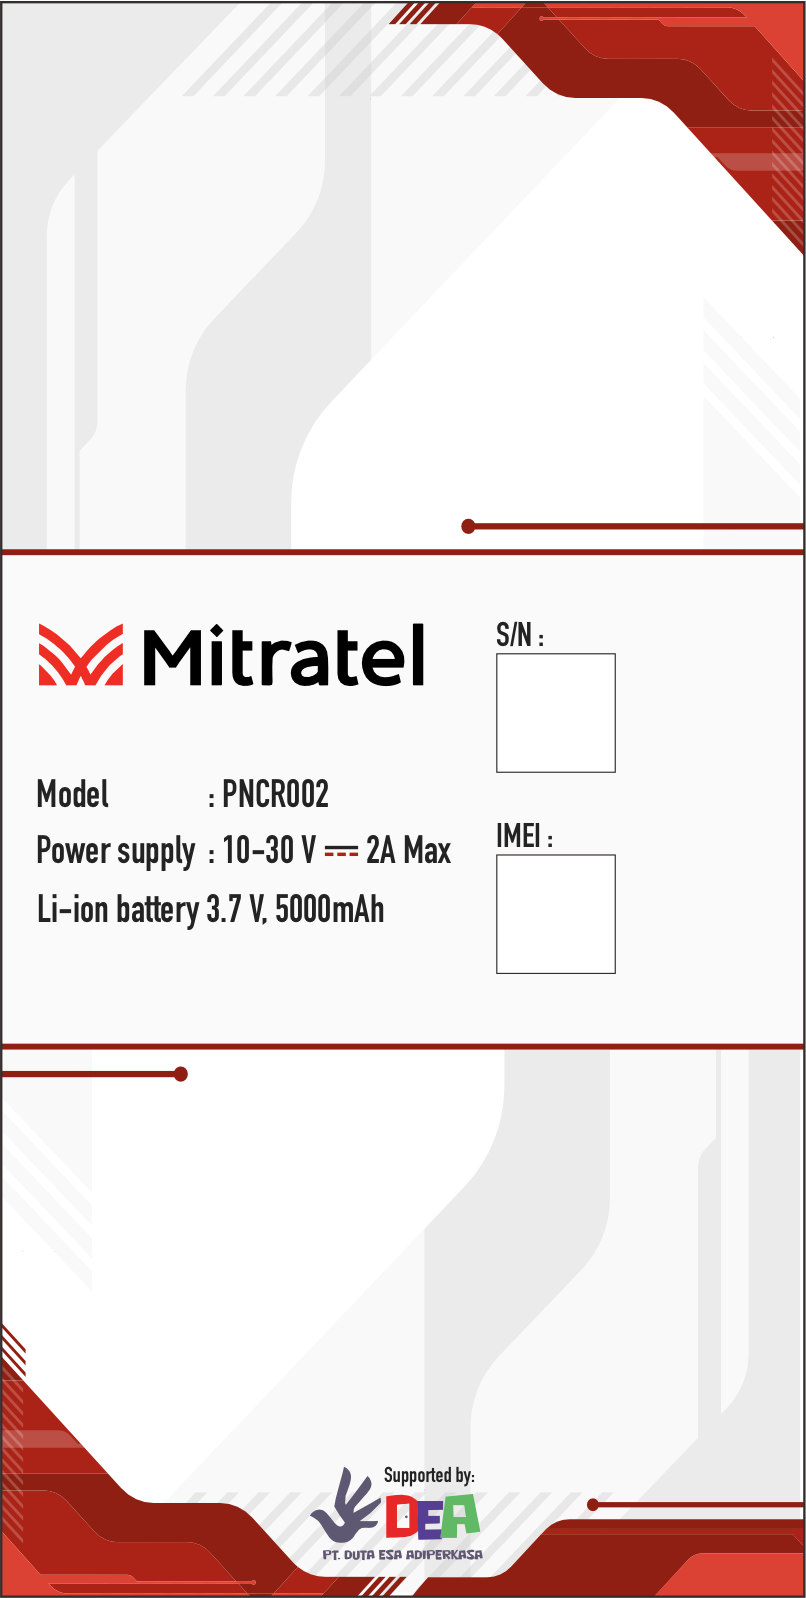 Mitratel
Model : PNCR002
Power supply : 10-30 V ⎓ 2A Max
Li-ion battery 3.7 V, 5000mAh
S/N :
IMEI :
Supported by:
DEA
PT. DUTA ESA ADIPERKASA